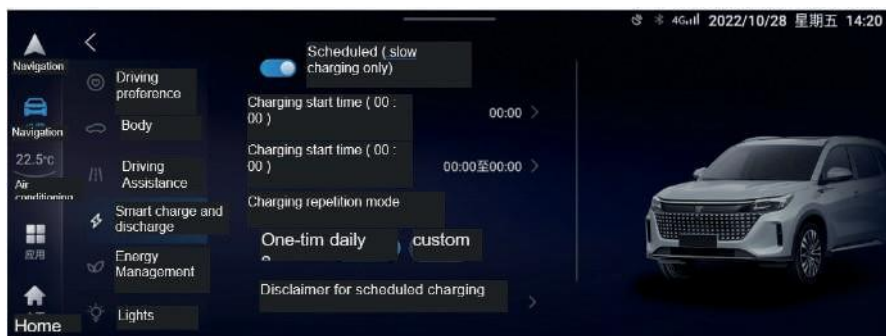 4G 2022/10/28 星期五 14:20
Navigation
Navigation
22.5°c
Air
conditioning
应用
Home
Driving
preference
Body
Driving
Assistance
Smart charge and
discharge
Energy
Management
Lights
Scheduled ( slow
charging only)
Charging start time ( 00 :
00 )
00:00
Charging start time ( 00 :
00 )
00:00至00:00
Charging repetition mode
One-tim daily
custom
Disclaimer for scheduled charging